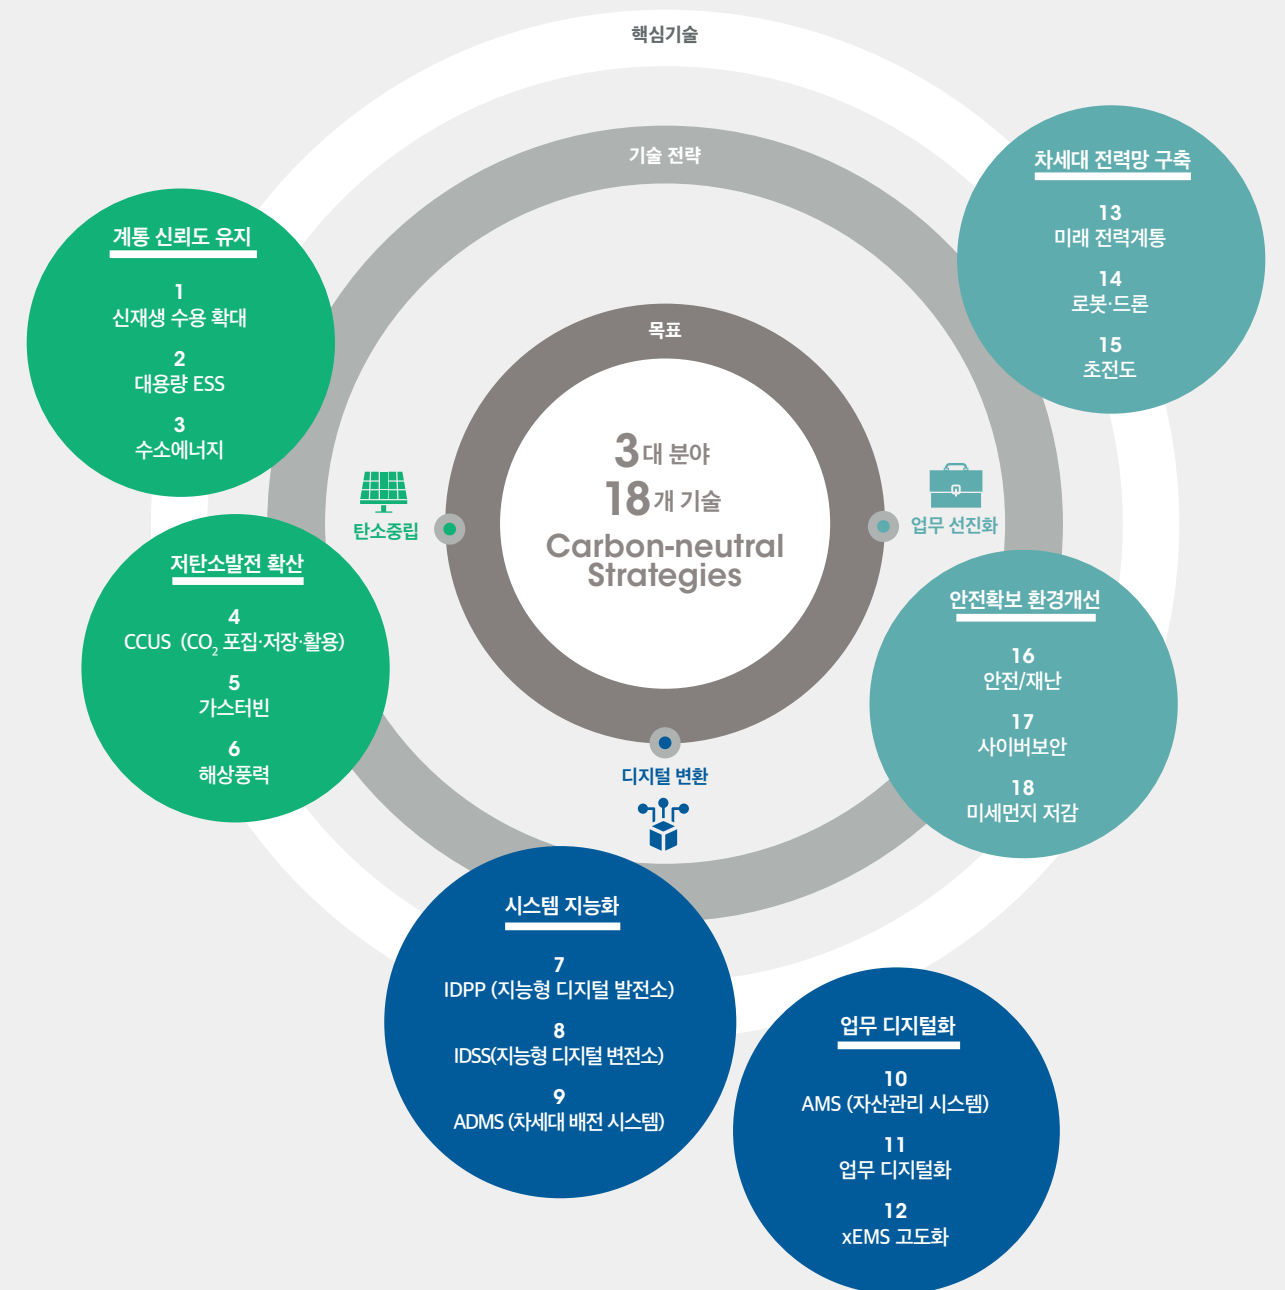 핵심기술
기술 전략
목표
3대 분야
18개 기술
Carbon-neutral
Strategies
탄소중립
업무 선진화
디지털 변환
계통 신뢰도 유지
1
신재생 수용 확대
2
대용량 ESS
3
수소에너지
저탄소발전 확산
4
CCUS (CO₂ 포집·저장·활용)
5
가스터빈
6
해상풍력
시스템 지능화
7
IDPP (지능형 디지털 발전소)
8
IDSS(지능형 디지털 변전소)
9
ADMS (차세대 배전 시스템)
업무 디지털화
10
AMS (자산관리 시스템)
11
업무 디지털화
12
xEMS 고도화
차세대 전력망 구축
13
미래 전력계통
14
로봇·드론
15
초전도
안전확보 환경개선
16
안전/재난
17
사이버보안
18
미세먼지 저감